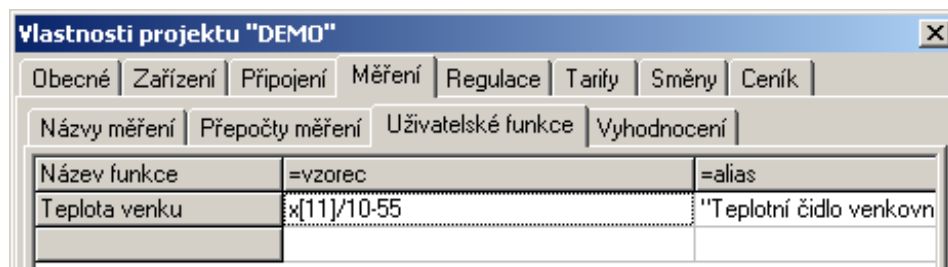 Vlastnosti projektu "DEMO"
Obecné Zařízení Připojení Měření Regulace Tarify Směny Ceník
Názvy měření Přepočty měření Uživatelské funkce Vyhodnocení
Název funkce =vzorec =alias
Teplota venku x[11]/10-55 "Teplotní čidlo venkovn